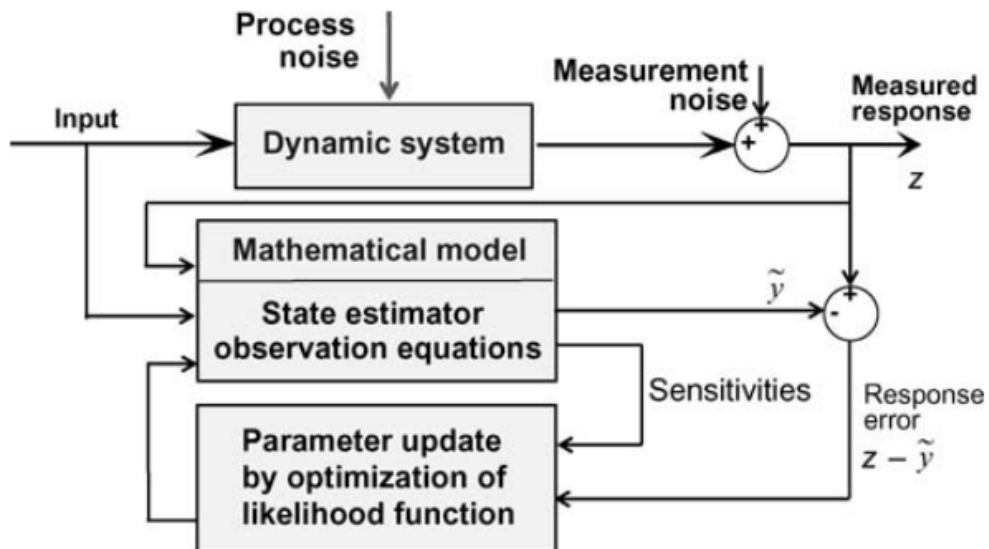 Process
noise
Measurement
noise
Measured
response
Input
Dynamic system
+
+
z
Mathematical model
ỹ
+
-
State estimator
observation equations
Sensitivities
Response
error
z – ỹ
Parameter update
by optimization of
likelihood function